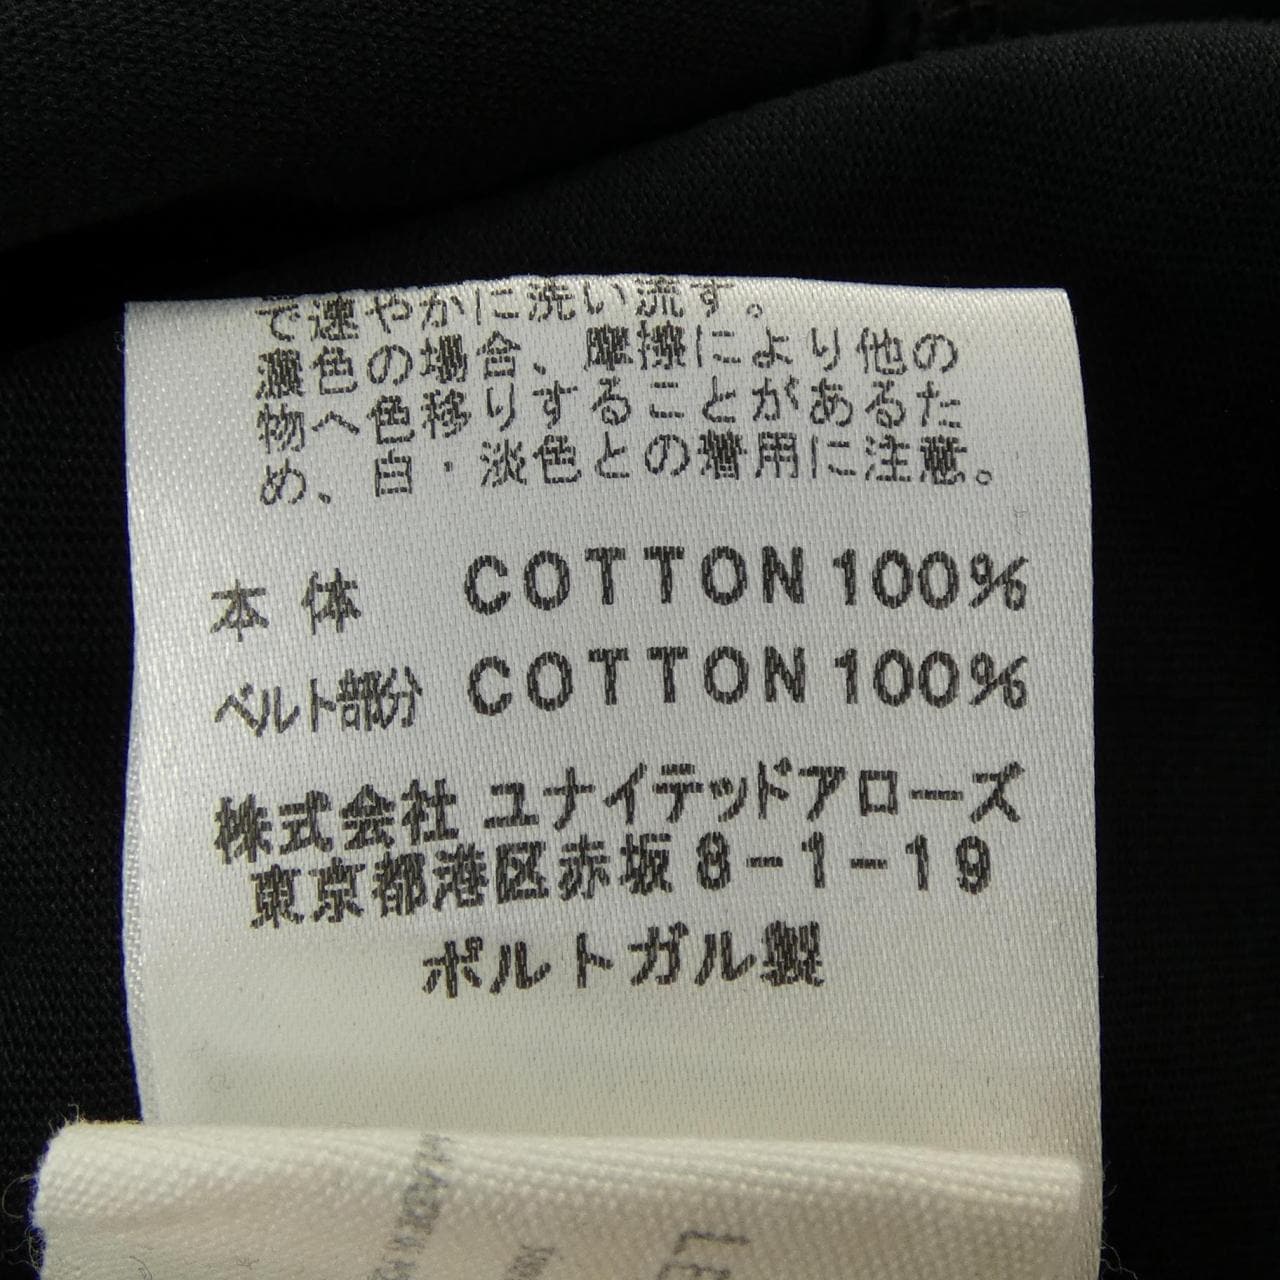 で速やかに洗い流す。
濃色の場合、摩擦により他の
物へ色移りすることがあるた
め、白・淡色との着用に注意。
本体 COTTON 100%
ベルト部分 COTTON 100%
株式会社 ユナイテッドアローズ
東京都港区赤坂 8-1-19
ポルトガル製